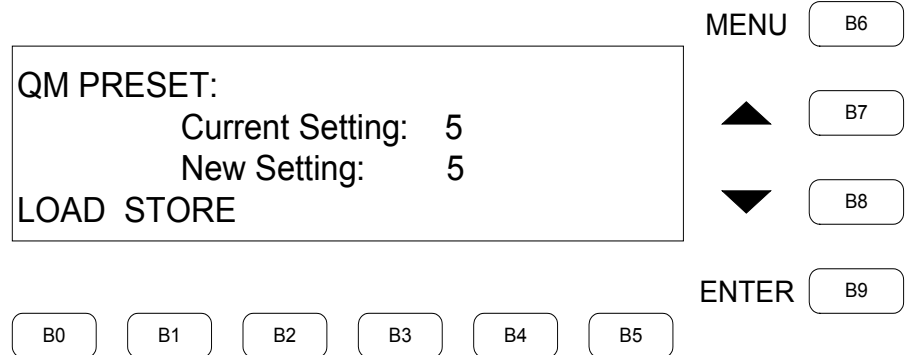 MENU B6
QM PRESET:
Current Setting: 5
B7
New Setting: 5
LOAD STORE
B8
ENTER B9
B0 B1 B2 B3 B4 B5